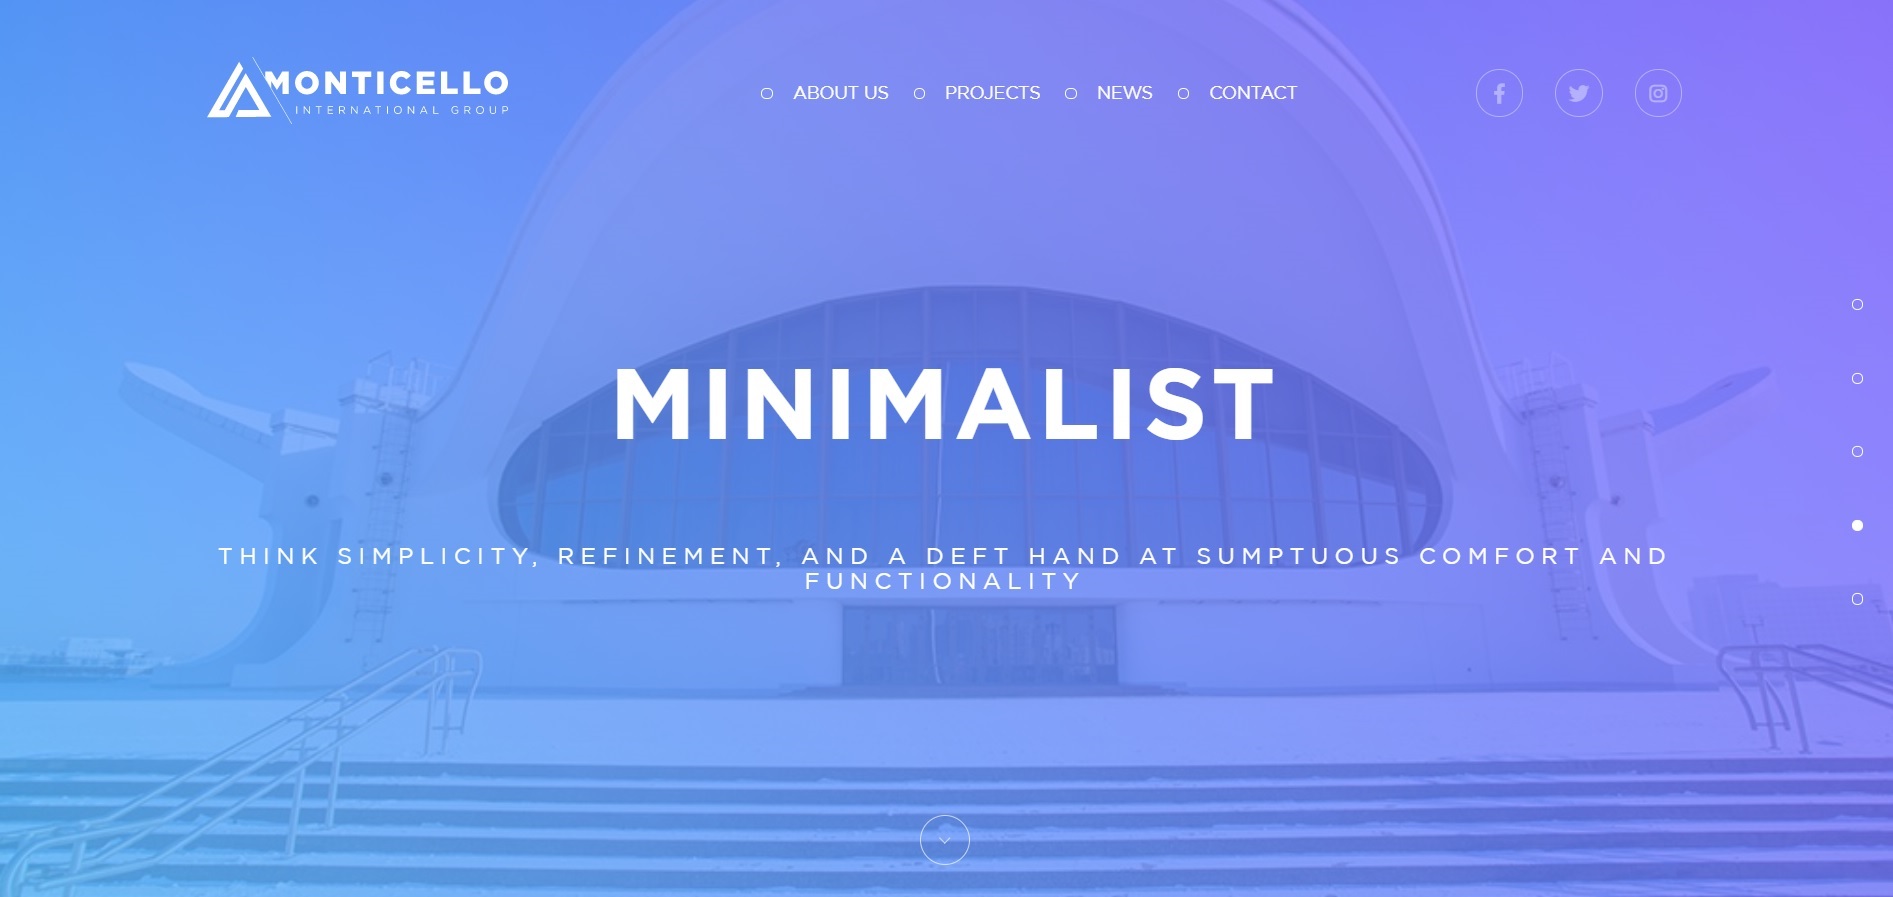 MONTICELLO
INTERNATIONAL GROUP
ABOUT US
PROJECTS
NEWS
CONTACT
MINIMALIST
THINK SIMPLICITY, REFINEMENT, AND A DEFT HAND AT SUMPTUOUS COMFORT AND
FUNCTIONALITY